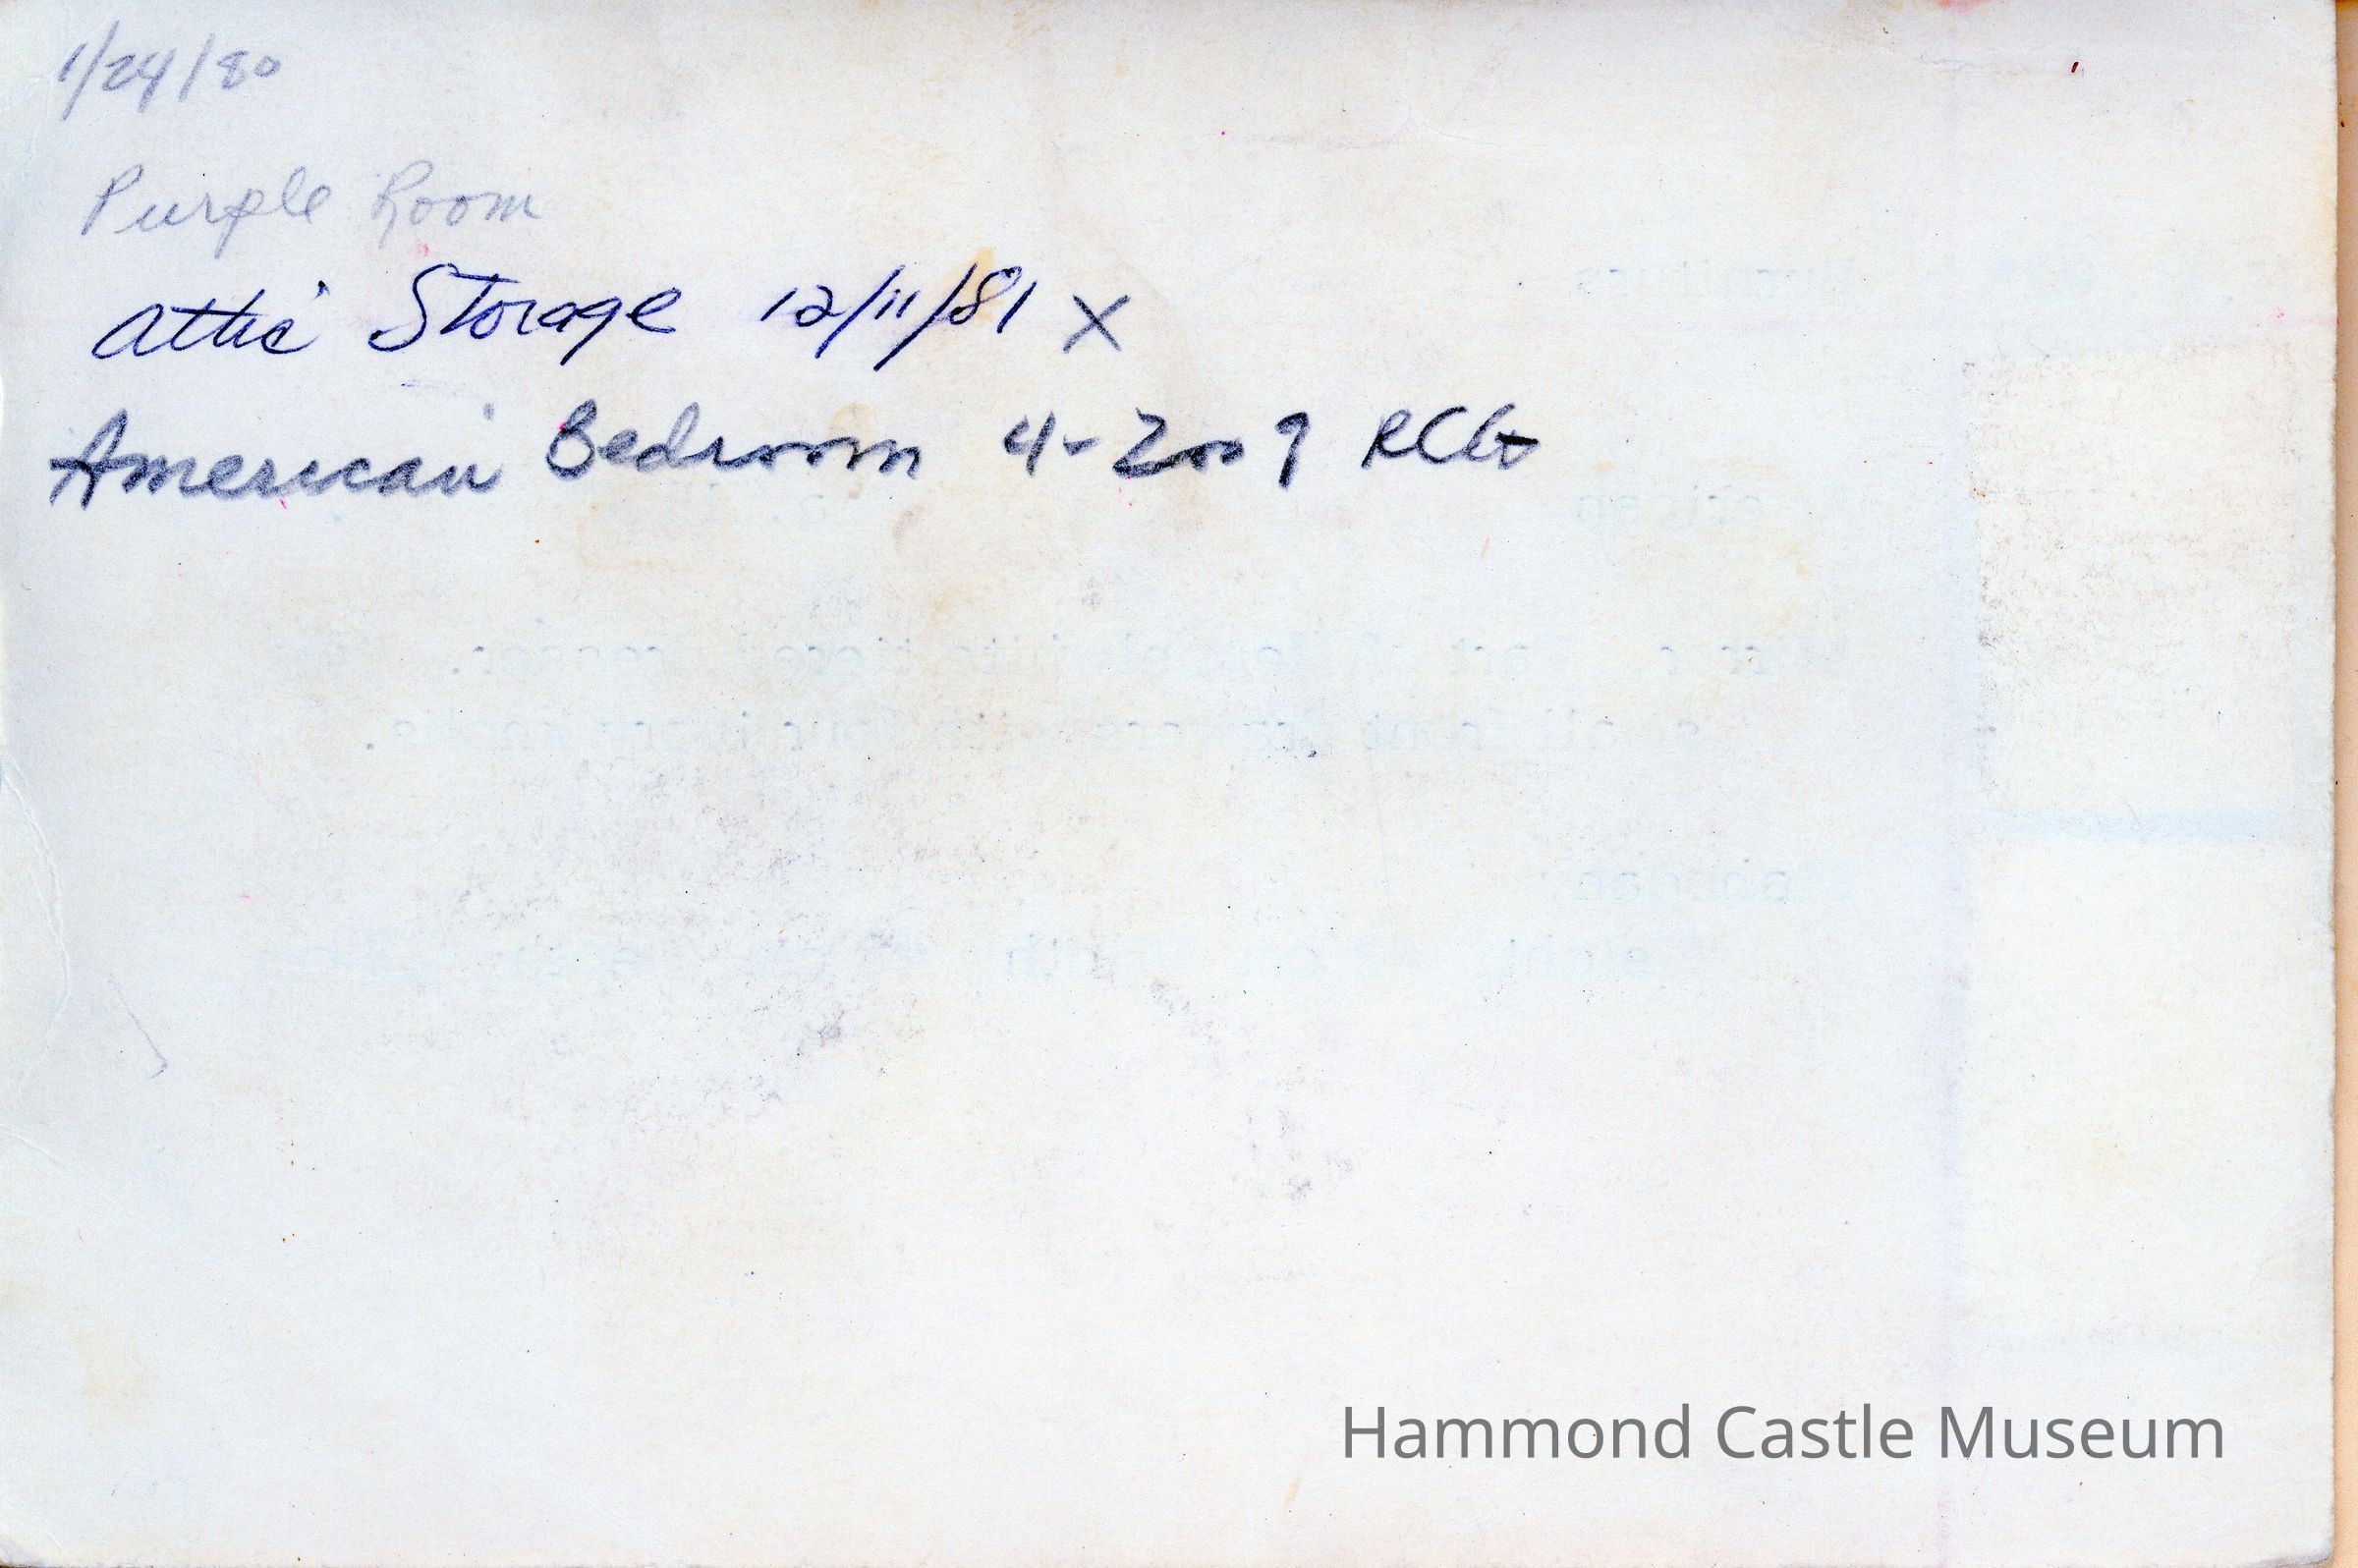 1/24/80
Purple Room
Attic Storage 12/11/81 X
American Bedroom 4-2009 RCG
Hammond Castle Museum